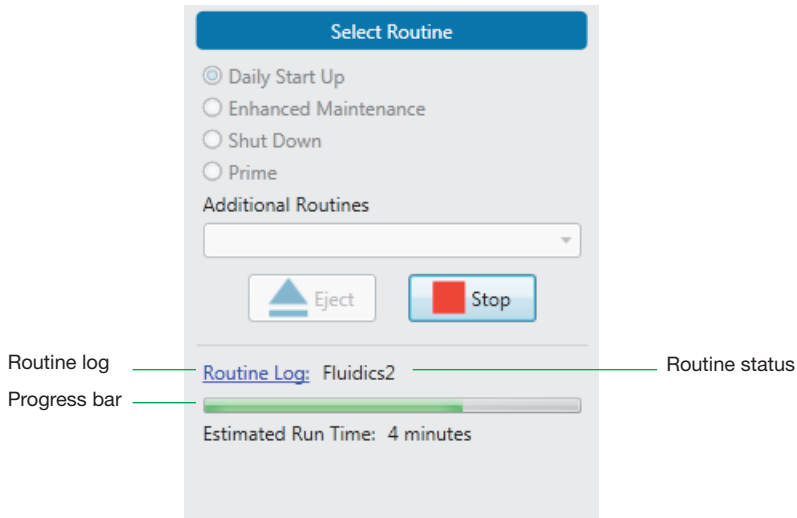 Select Routine
Daily Start Up
Enhanced Maintenance
Shut Down
Prime
Additional Routines
Eject
Stop
Routine log
Routine Log: Fluidics2
Routine status
Progress bar
Estimated Run Time: 4 minutes